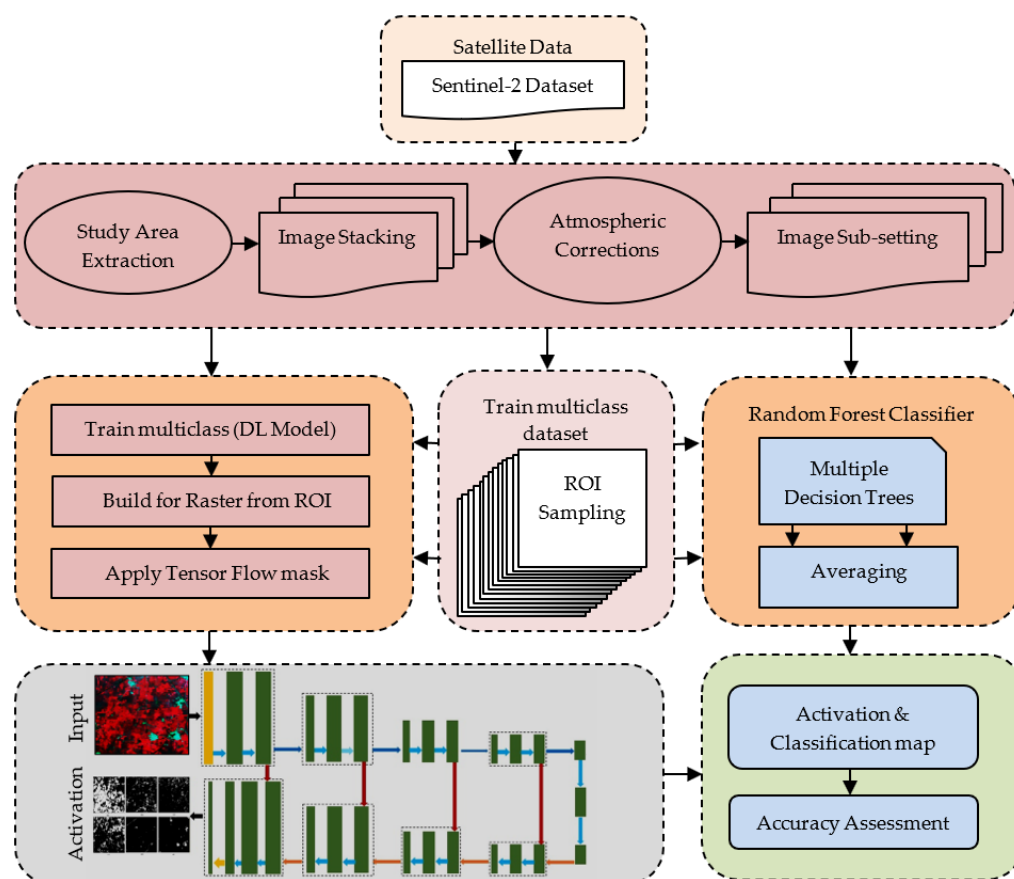 Satellite Data
Sentinel-2 Dataset
Study Area
Extraction
Image Stacking
Atmospheric
Corrections
Image Sub-setting
Train multiclass (DL Model)
Build for Raster from ROI
Apply Tensor Flow mask
Train multiclass
dataset
ROI
Sampling
Random Forest Classifier
Multiple
Decision Trees
Averaging
Input
Activation
Activation &
Classification map
Accuracy Assessment